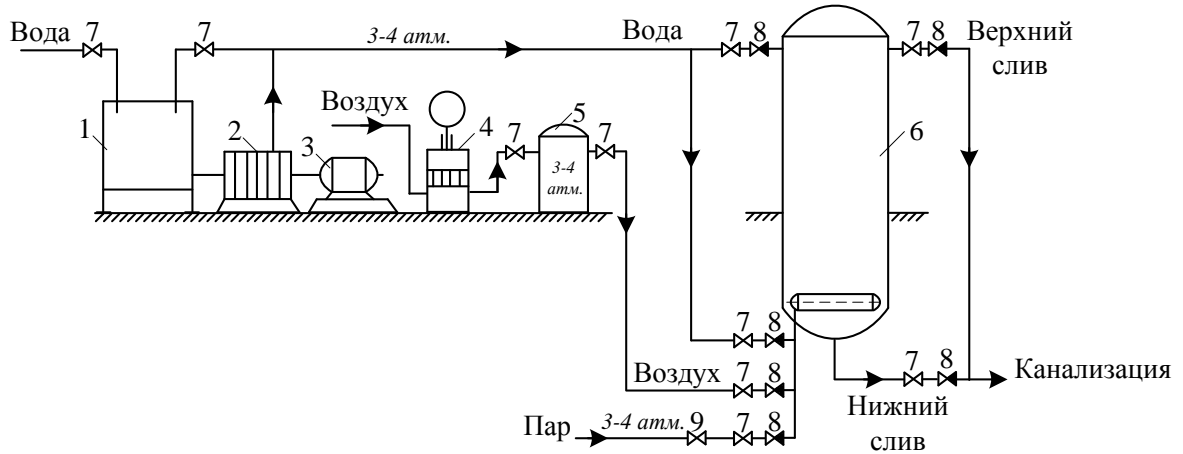 Вода 7
7
3-4 атм.
Вода
7 8
7 8
Верхний
слив
Воздух
1
2
3
4
7
5
7
3-4
атм.
6
7 8
Воздух
7 8
7 8
Канализация
Нижний
слив
Пар
3-4 атм.
9
7 8